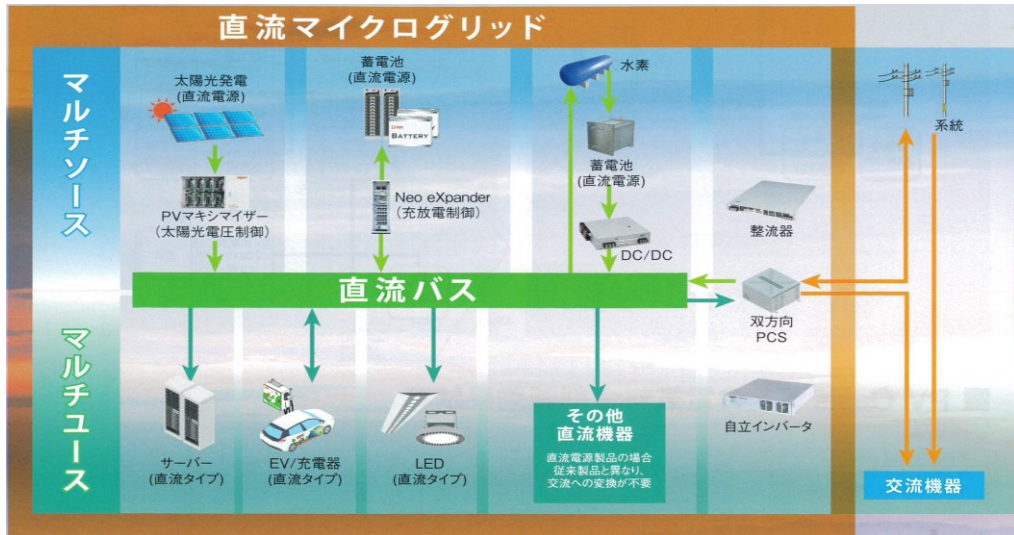 直流マイクログリッド
マルチソース
太陽光発電
(直流電源)
PVマキシマイザー
(太陽光電圧制御)
蓄電池
(直流電源)
Li-ion
BATTERY
Neo eXpander
(充放電制御)
水素
蓄電池
(直流電源)
DC/DC
整流器
系統
直流バス
双方向
PCS
マルチユース
サーバー
(直流タイプ)
EV/充電器
(直流タイプ)
LED
(直流タイプ)
その他
直流機器
直流電源製品の場合
従来製品と異なり、
交流への変換が不要
自立インバータ
交流機器